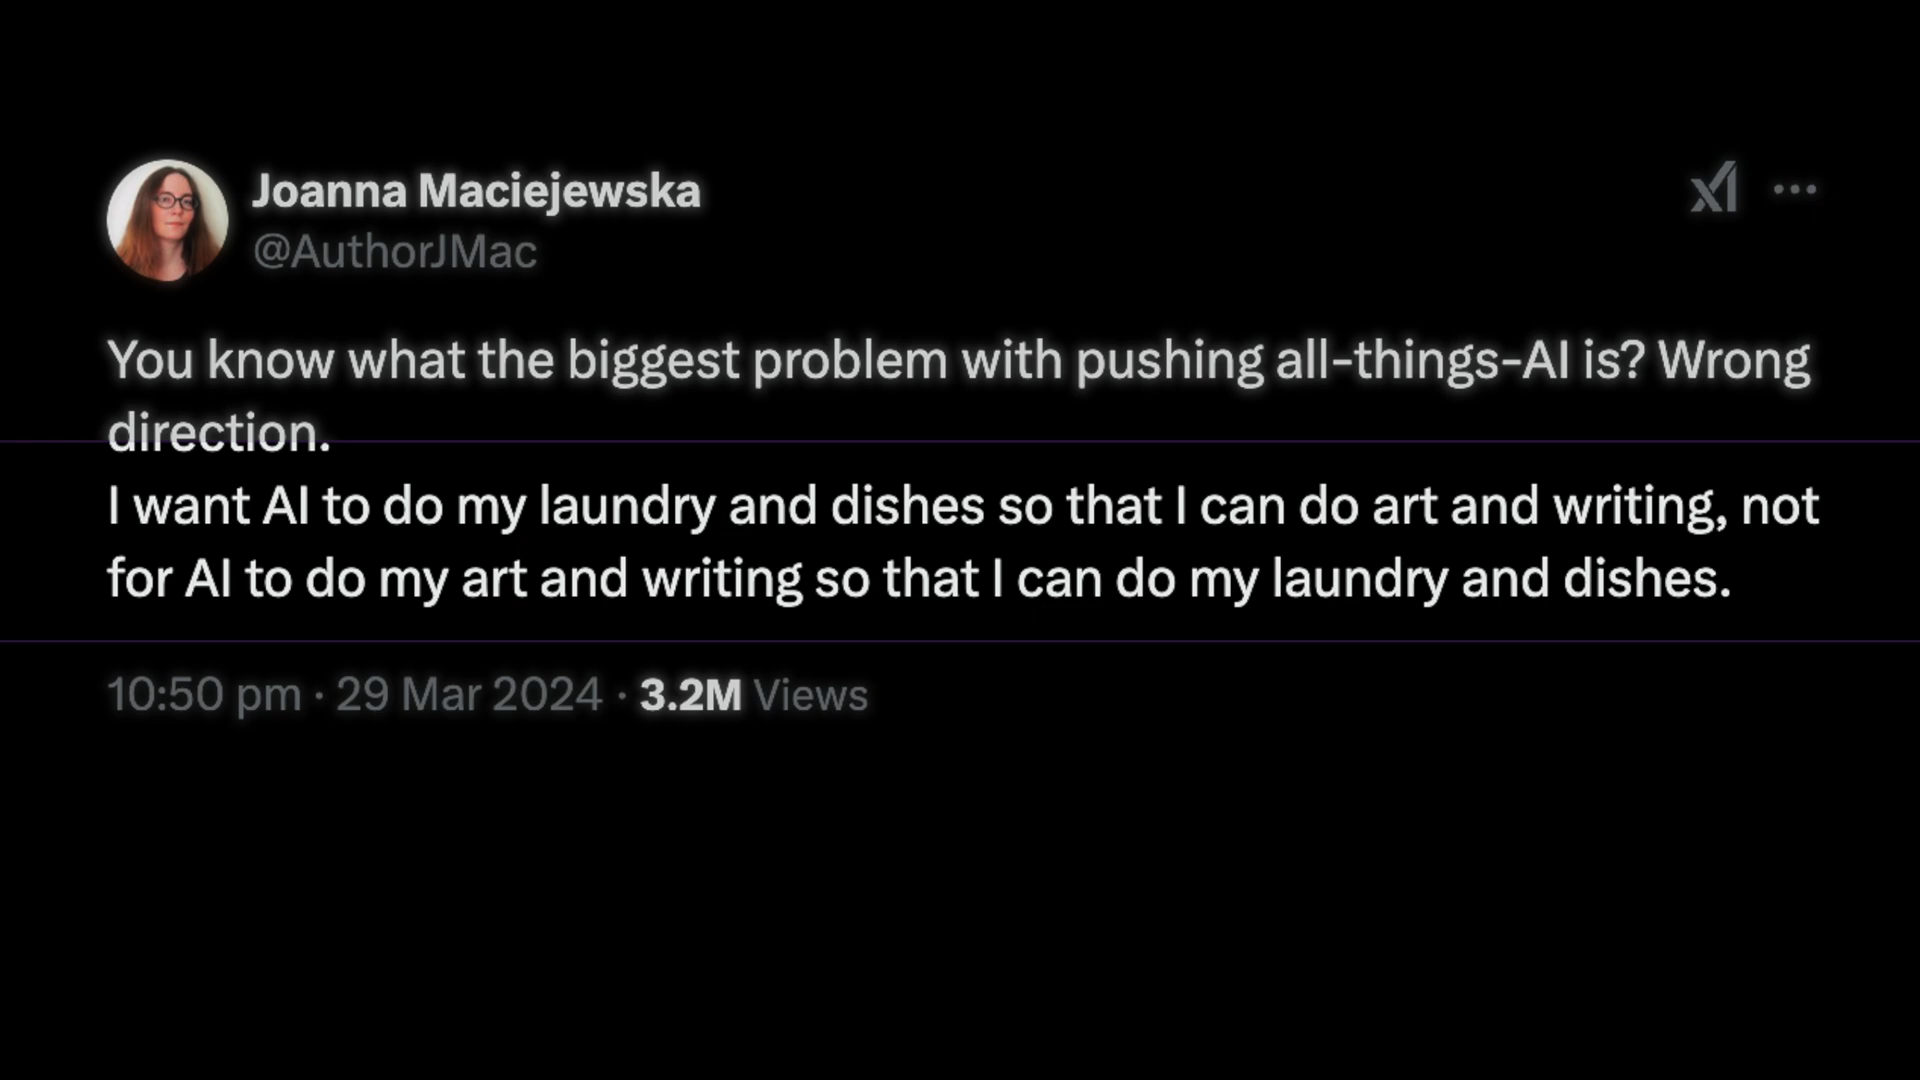 Joanna Maciejewska
@AuthorJMac
You know what the biggest problem with pushing all-things-AI is? Wrong
direction.
I want AI to do my laundry and dishes so that I can do art and writing, not
for AI to do my art and writing so that I can do my laundry and dishes.
10:50 pm · 29 Mar 2024 · 3.2M Views